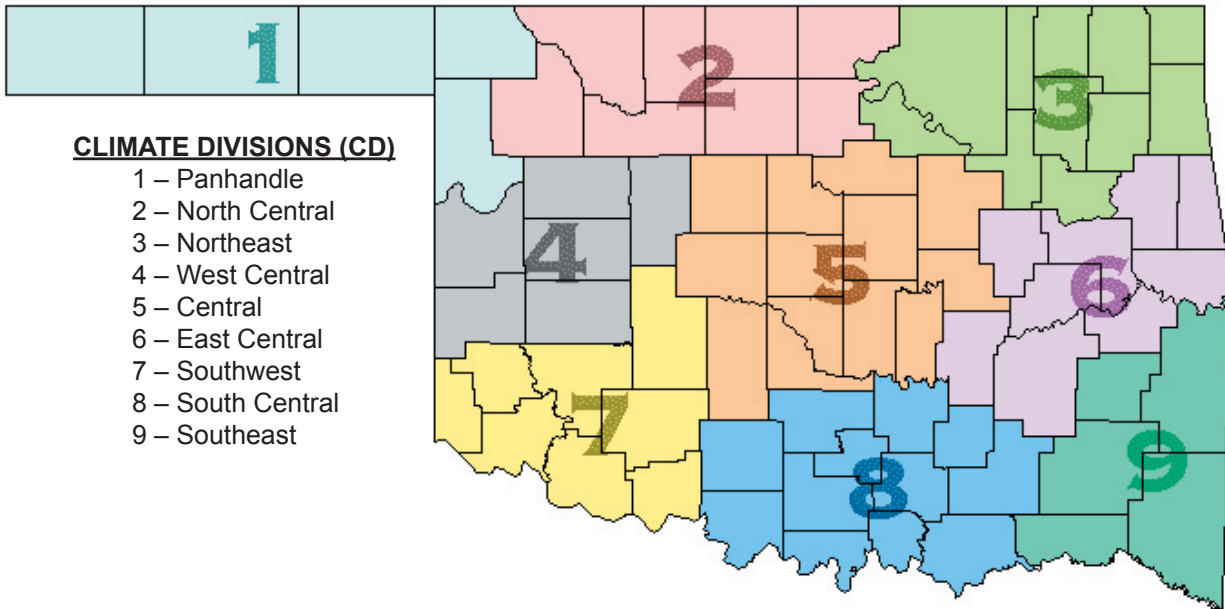 1
2
3
CLIMATE DIVISIONS (CD)
1 – Panhandle
2 – North Central
3 – Northeast
4 – West Central
5 – Central
6 – East Central
7 – Southwest
8 – South Central
9 – Southeast
4
5
6
7
8
9